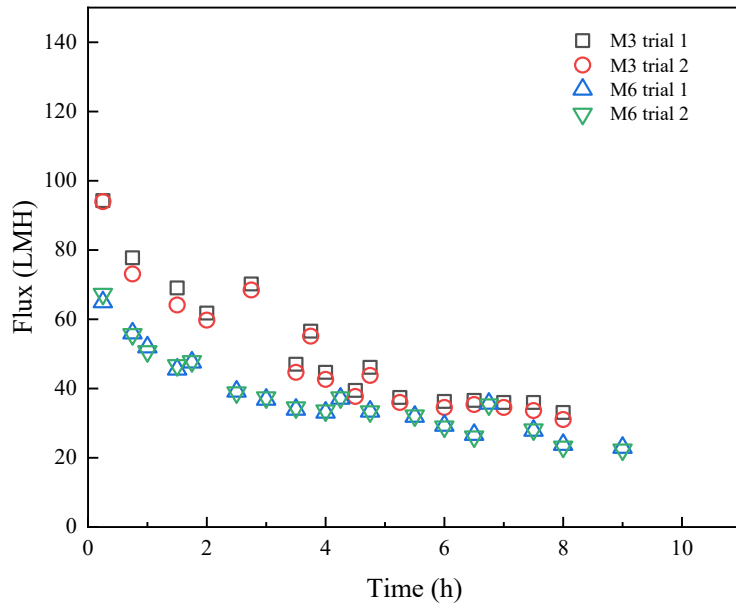 M3 trial 1
M3 trial 2
M6 trial 1
M6 trial 2
Flux (LMH)
140
120
100
80
60
40
20
0
0 2 4 6 8 10
Time (h)